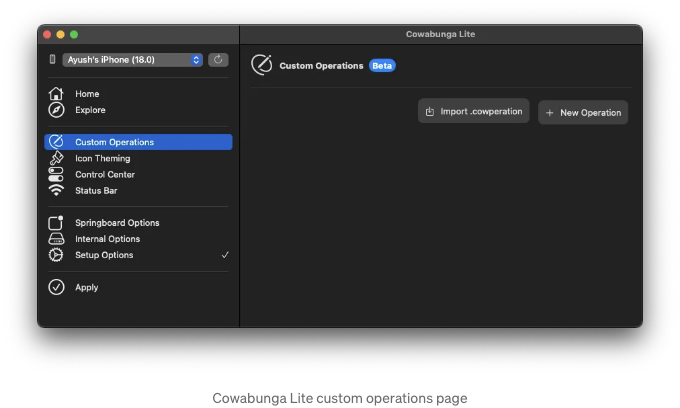 Cowabunga Lite
Ayush's iPhone (18.0)
Home
Explore
Custom Operations
Icon Theming
Control Center
Status Bar
Springboard Options
Internal Options
Setup Options
Apply
Custom Operations Beta
Import .cowperation
+ New Operation
Cowabunga Lite custom operations page